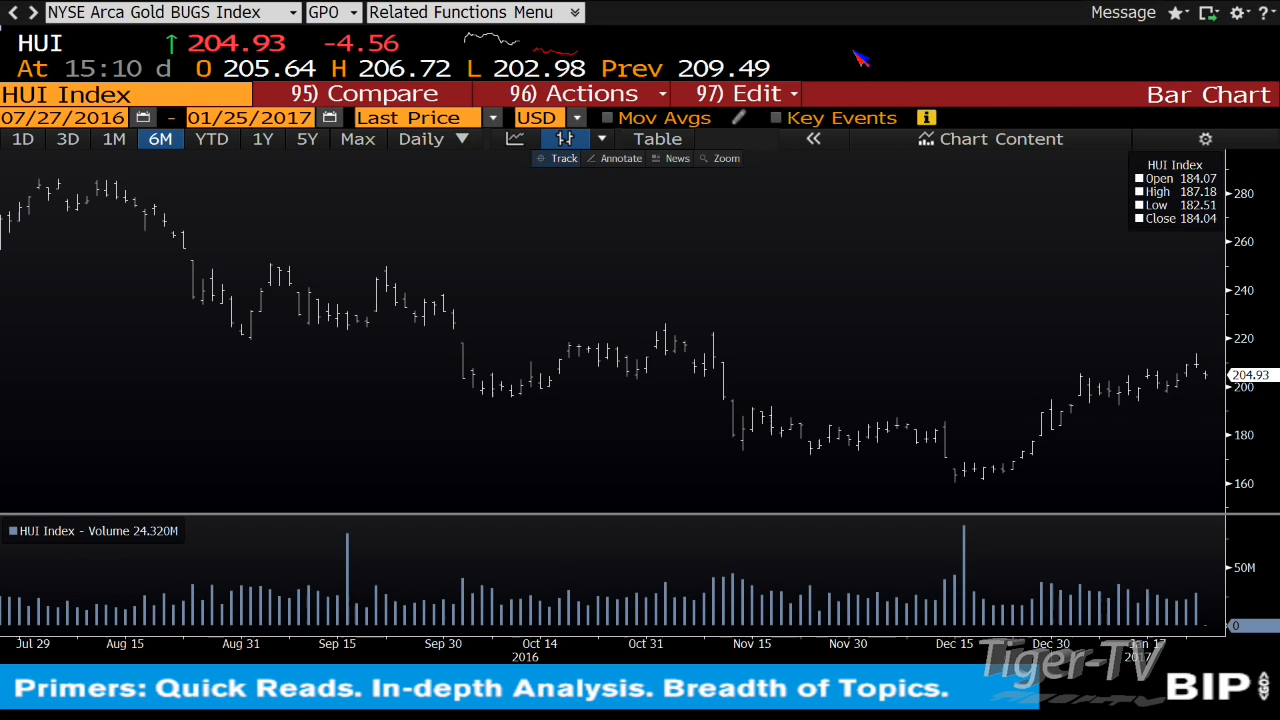 NYSE Arca Gold BUGS Index GPO Related Functions Menu Message ?
HUI ↑ 204.93 -4.56
At 15:10 d O 205.64 H 206.72 L 202.98 Prev 209.49
HUI Index 95) Compare 96) Actions 97) Edit Bar Chart
07/27/2016 - 01/25/2017 Last Price USD Mov Avgs Key Events i
1D 3D 1M 6M YTD 1Y 5Y Max Daily ▼ Table « Chart Content
Track Annotate News Zoom
HUI Index
Open 184.07
High 187.18
Low 182.51
Close 184.04
280
260
240
220
204.93
200
180
160
HUI Index - Volume 24.320M
50M
0
Jul 29 Aug 15 Aug 31 Sep 15 Sep 30 Oct 14 Oct 31 Nov 15 Nov 30 Dec 15 Dec 30 Jan 17
2016 2017
Tiger-TV
Primers: Quick Reads. In-depth Analysis. Breadth of Topics.
BIP